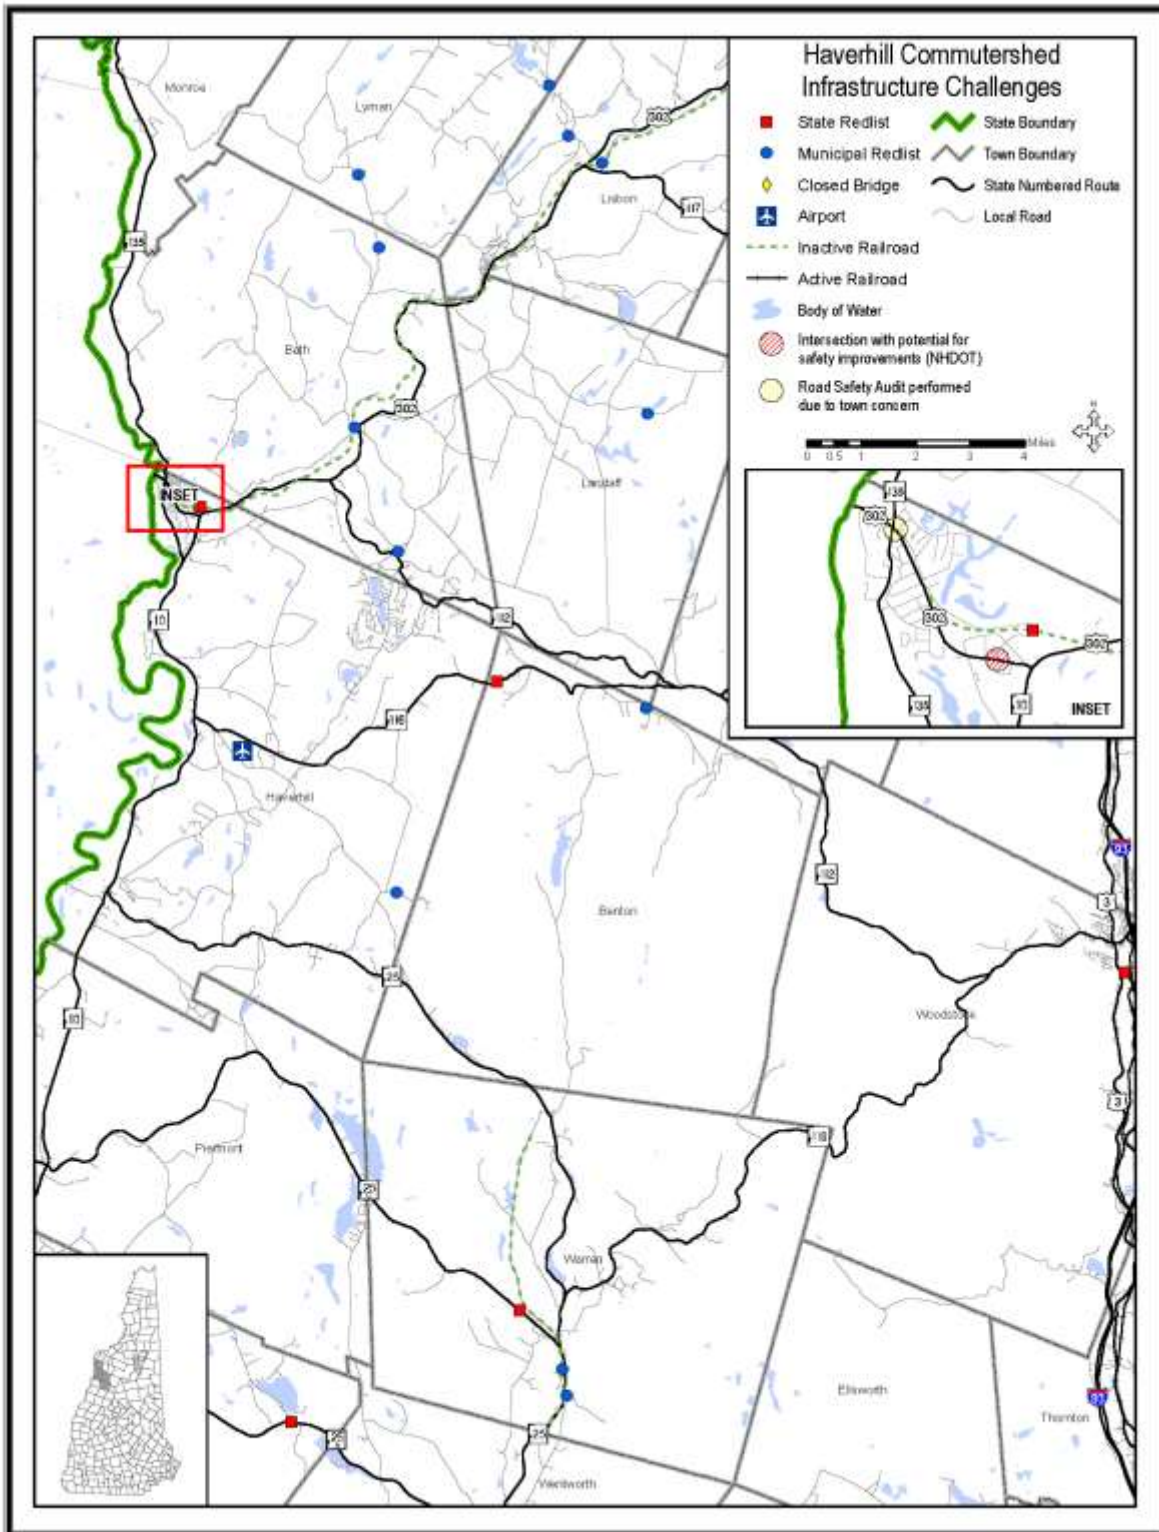 Haverhill Commutershed
Infrastructure Challenges
State Redlist
State Boundary
Municipal Redlist
Town Boundary
Closed Bridge
State Numbered Route
Airport
Local Road
Inactive Railroad
Active Railroad
Body of Water
Intersection with potential for
safety improvements (NHDOT)
Road Safety Audit performed
due to town concern
Miles
0 0.5 1 2 3 4
N
Monroe
Lyman
302
Lisbon
117
135
Bath
302
Landaff
INSET
10
112
116
Haverhill
Benton
112
93
3
25
10
Woodstock
3
118
Piermont
25
Warren
Ellsworth
93
Thornton
25
Wentworth
135
302
302
302
135
10
INSET